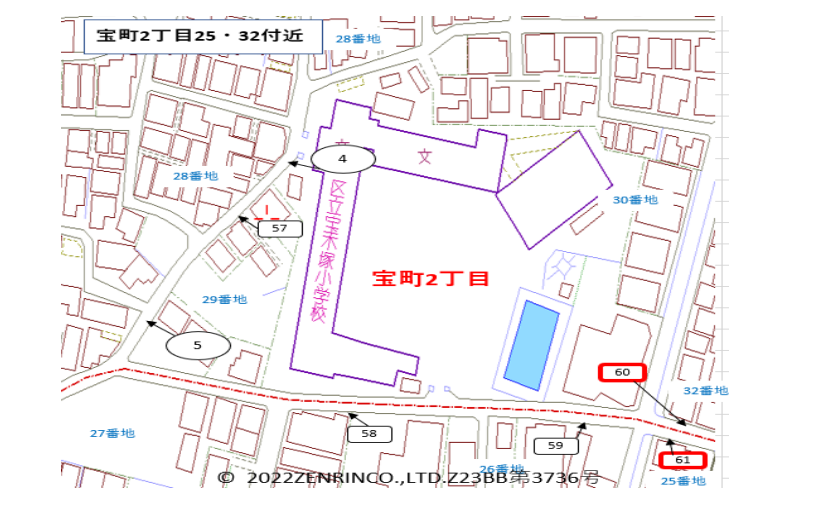 宝町2丁目25・32付近
28番地
文
4
28番地
区立宝木塚小学校
30番地
57
宝町2丁目
29番地
5
60
32番地
27番地
58
59
61
26番地
25番地
© 2022ZENRINCO.,LTD.Z23BB第3736号